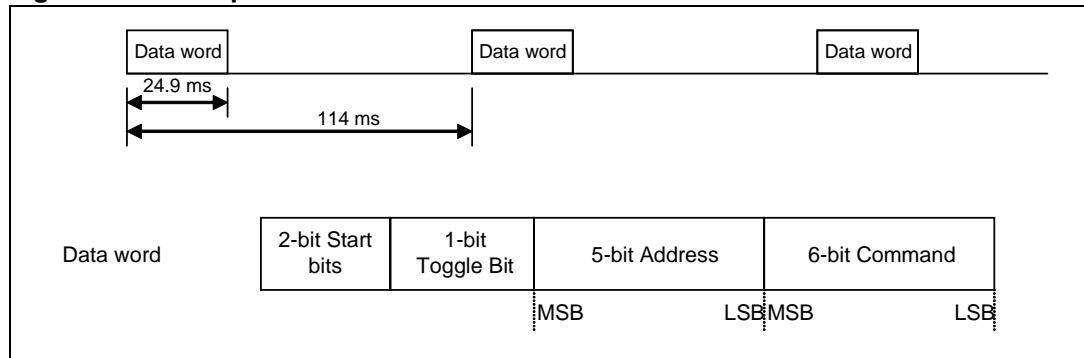 Data word Data word Data word
24.9 ms
114 ms
Data word
2-bit Start
bits
1-bit
Toggle Bit
5-bit Address
6-bit Command
MSB LSB MSB LSB